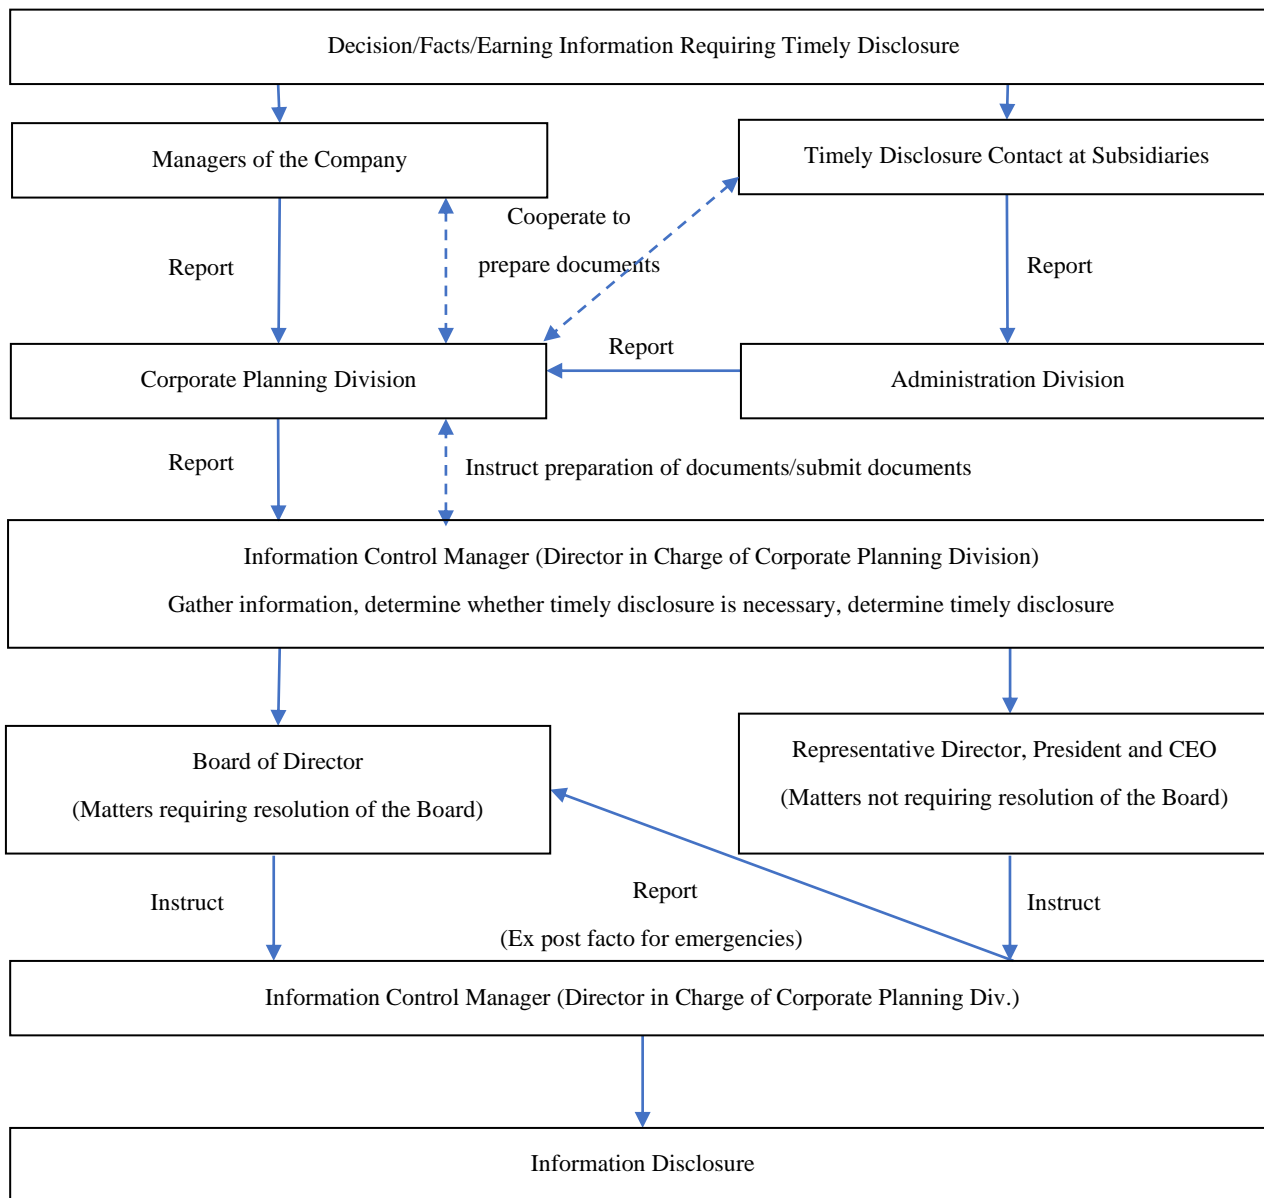 Decision/Facts/Earning Information Requiring Timely Disclosure
Managers of the Company
Timely Disclosure Contact at Subsidiaries
Cooperate to
prepare documents
Report
Report
Report
Corporate Planning Division
Administration Division
Report
Instruct preparation of documents/submit documents
Information Control Manager (Director in Charge of Corporate Planning Division)
Gather information, determine whether timely disclosure is necessary, determine timely disclosure
Board of Director
(Matters requiring resolution of the Board)
Representative Director, President and CEO
(Matters not requiring resolution of the Board)
Instruct
Report
(Ex post facto for emergencies)
Instruct
Information Control Manager (Director in Charge of Corporate Planning Div.)
Information Disclosure